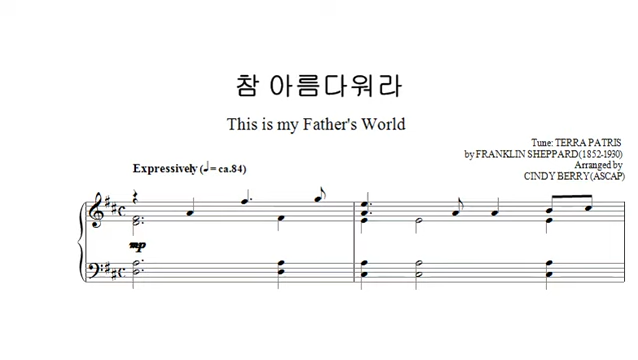 참 아름다워라
This is my Father's World
Tune: TERRA PATRIS
by FRANKLIN SHEPPARD(1852-1930)
Arranged by
CINDY BERRY(ASCAP)
Expressively (♩= ca.84)
mp